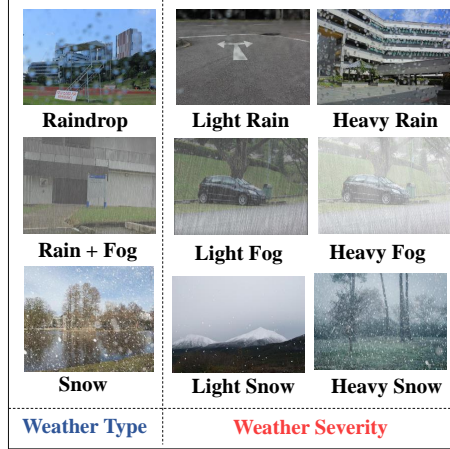 Raindrop
Light Rain
Heavy Rain
Rain + Fog
Light Fog
Heavy Fog
Snow
Light Snow
Heavy Snow
Weather Type
Weather Severity